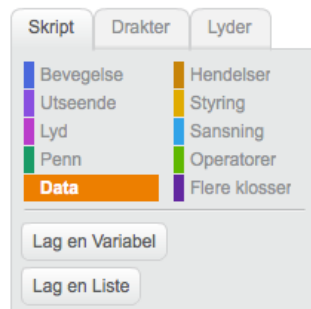 Skript Drakter Lyder
Bevegelse Hendelser
Utseende Styring
Lyd Sansning
Penn Operatorer
Data Flere klosser
Lag en Variabel
Lag en Liste